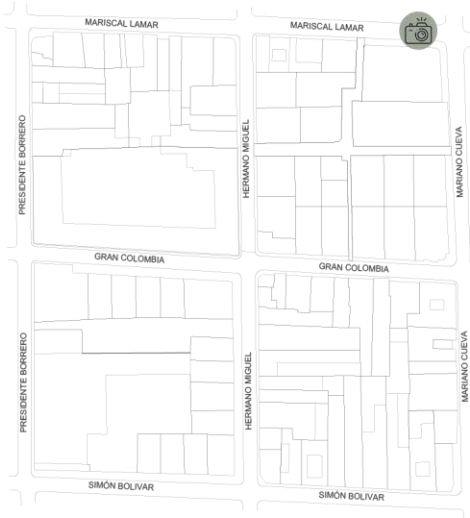 MARISCAL LAMAR
MARISCAL LAMAR
PRESIDENTE BORRERO
HERMANO MIGUEL
MARIANO CUEVA
GRAN COLOMBIA
GRAN COLOMBIA
PRESIDENTE BORRERO
HERMANO MIGUEL
MARIANO CUEVA
SIMÓN BOLIVAR
SIMÓN BOLIVAR